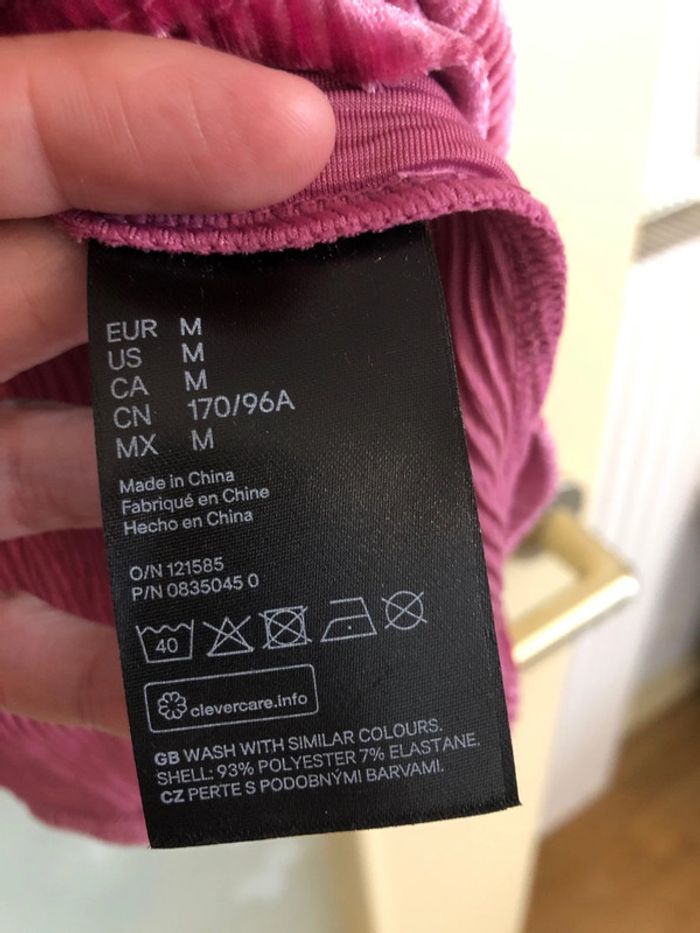 EUR M
US M
CA M
CN 170/96A
MX M
Made in China
Fabriqué en Chine
Hecho en China
O/N 121585
P/N 0835045 0
40
clevercare.info
GB WASH WITH SIMILAR COLOURS.
SHELL: 93% POLYESTER 7% ELASTANE.
CZ PERTE S PODOBNÝMI BARVAMI.